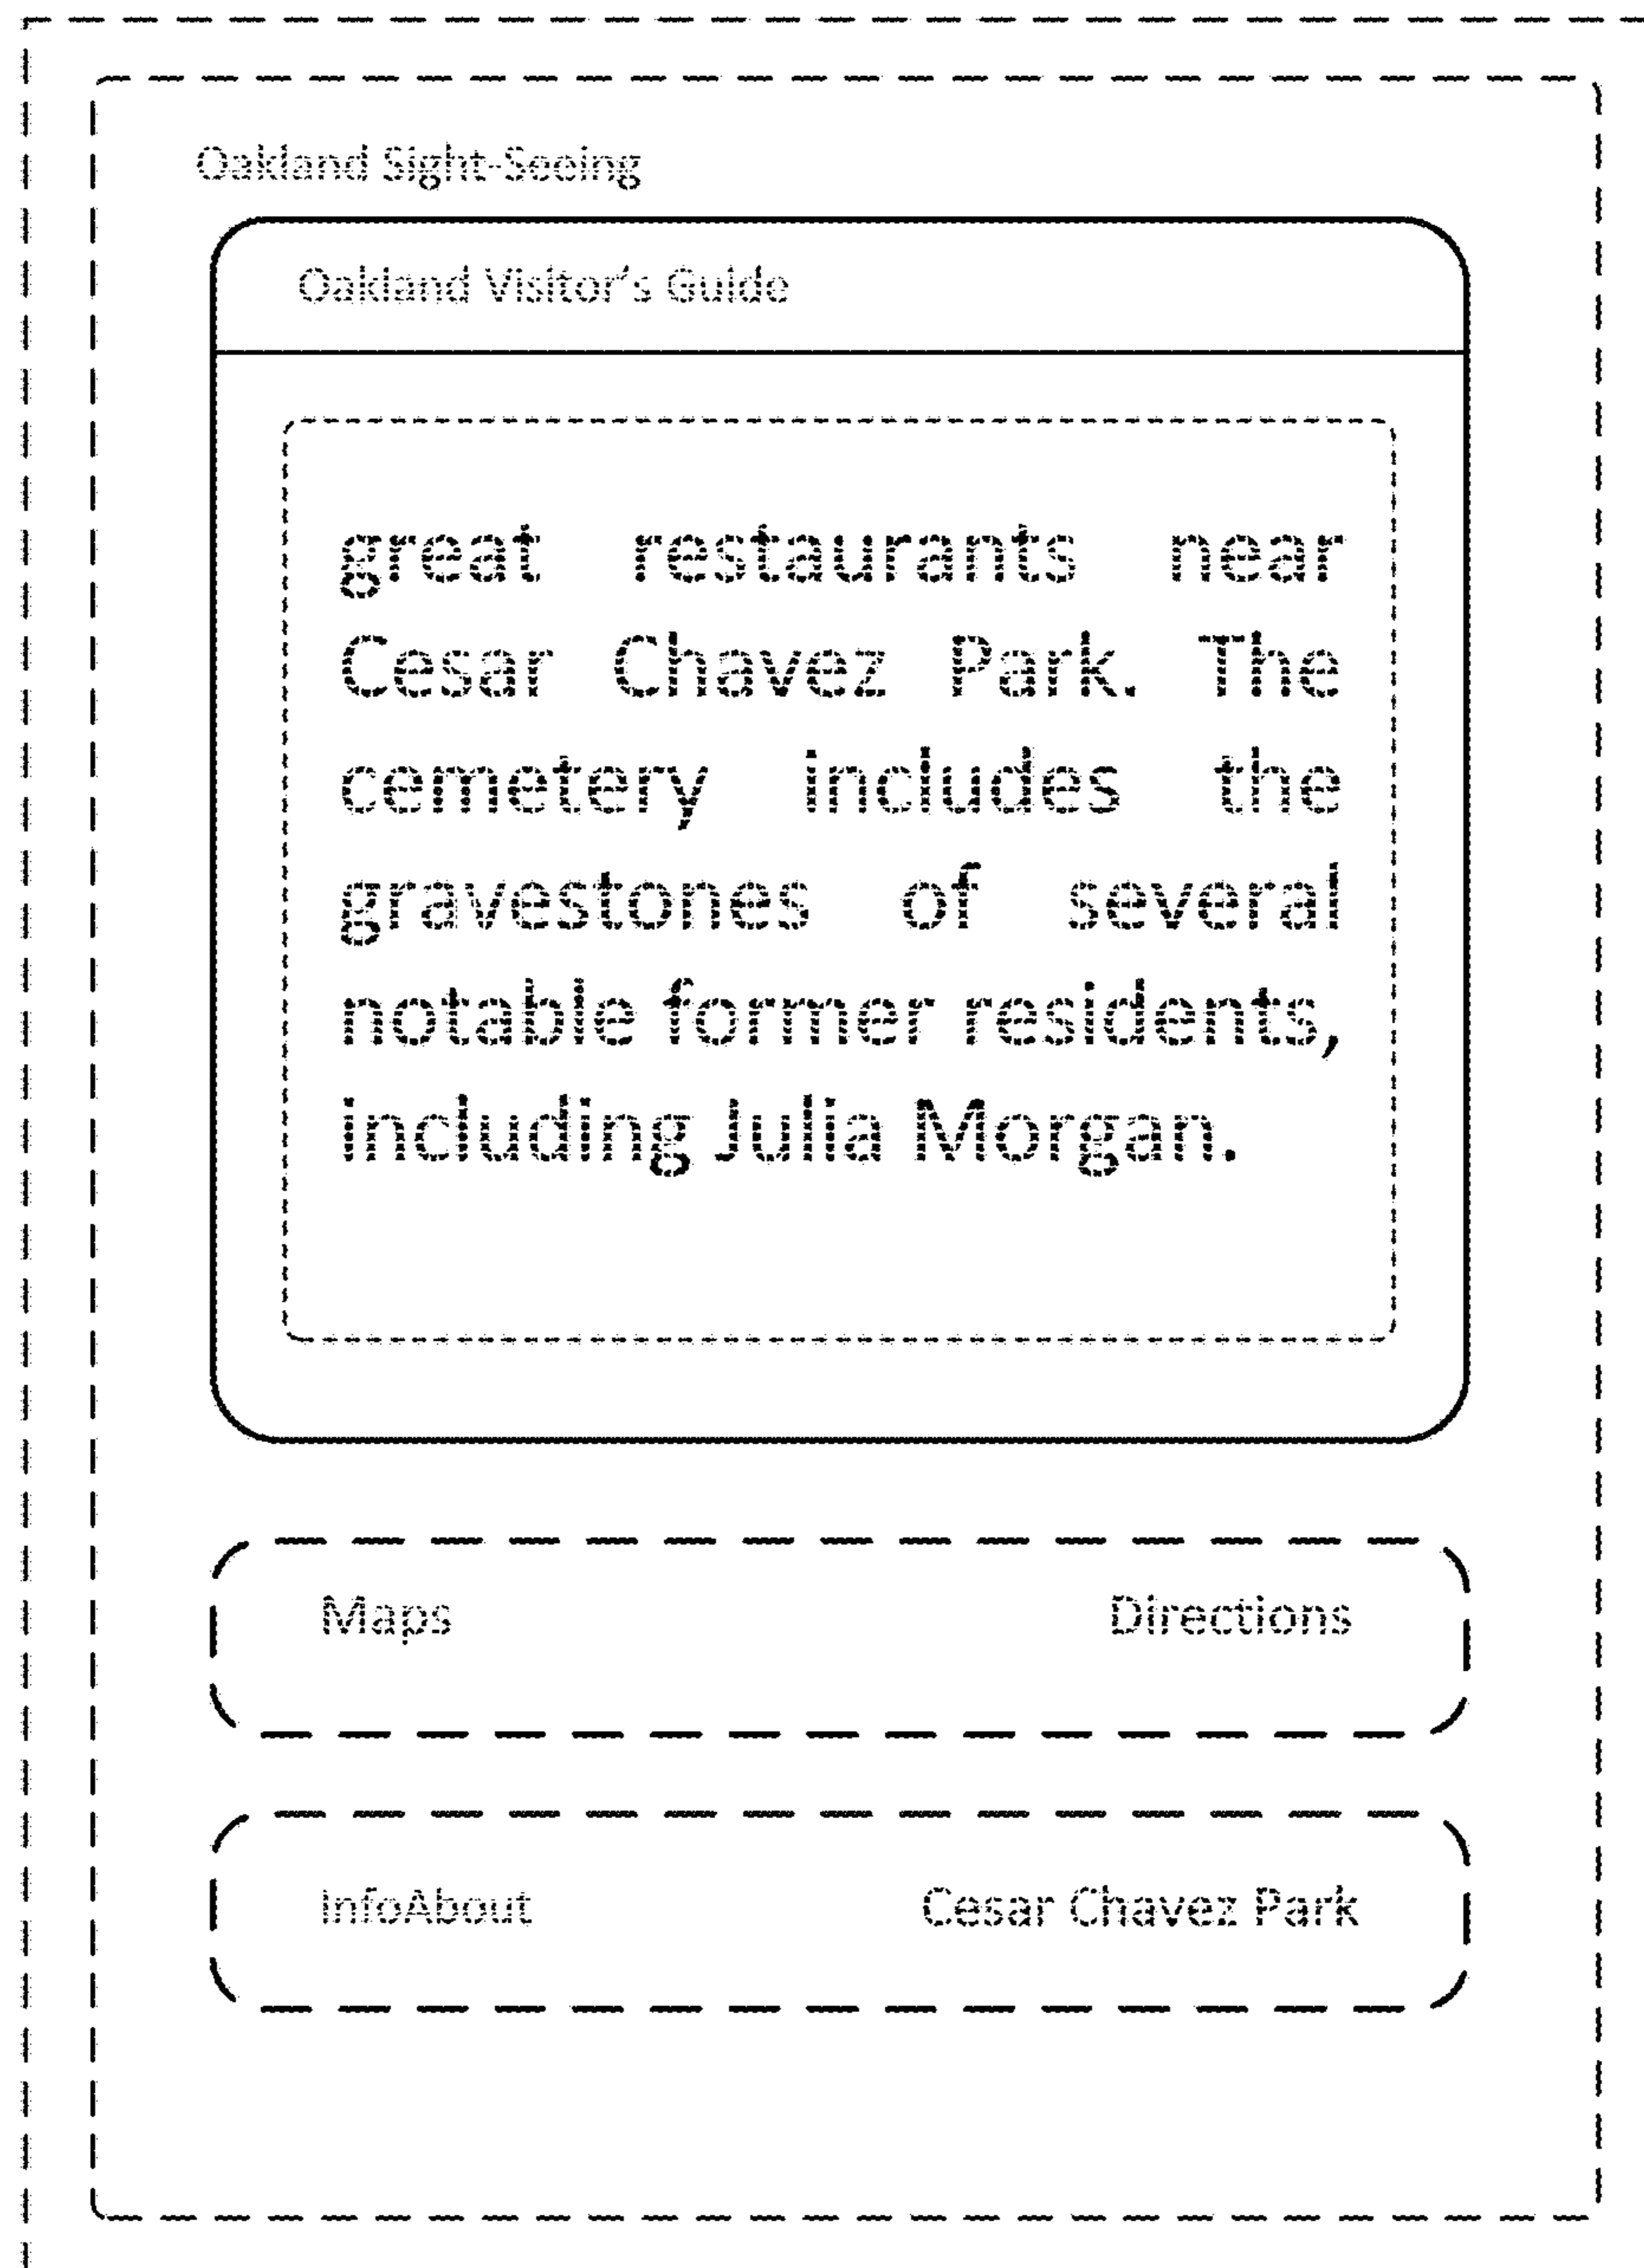 Oakland Sight-Seeing
Oakland Visitor's Guide
great restaurants near
Cesar Chavez Park. The
cemetery includes the
gravestones of several
notable former residents,
including Julia Morgan.
Maps Directions
InfoAbout Cesar Chavez Park